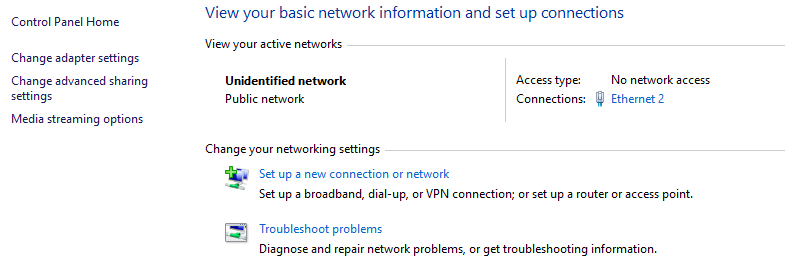 Control Panel Home
Change adapter settings
Change advanced sharing
settings
Media streaming options
View your basic network information and set up connections
View your active networks
Unidentified network
Public network
Access type: No network access
Connections: Ethernet 2
Change your networking settings
Set up a new connection or network
Set up a broadband, dial-up, or VPN connection; or set up a router or access point.
Troubleshoot problems
Diagnose and repair network problems, or get troubleshooting information.